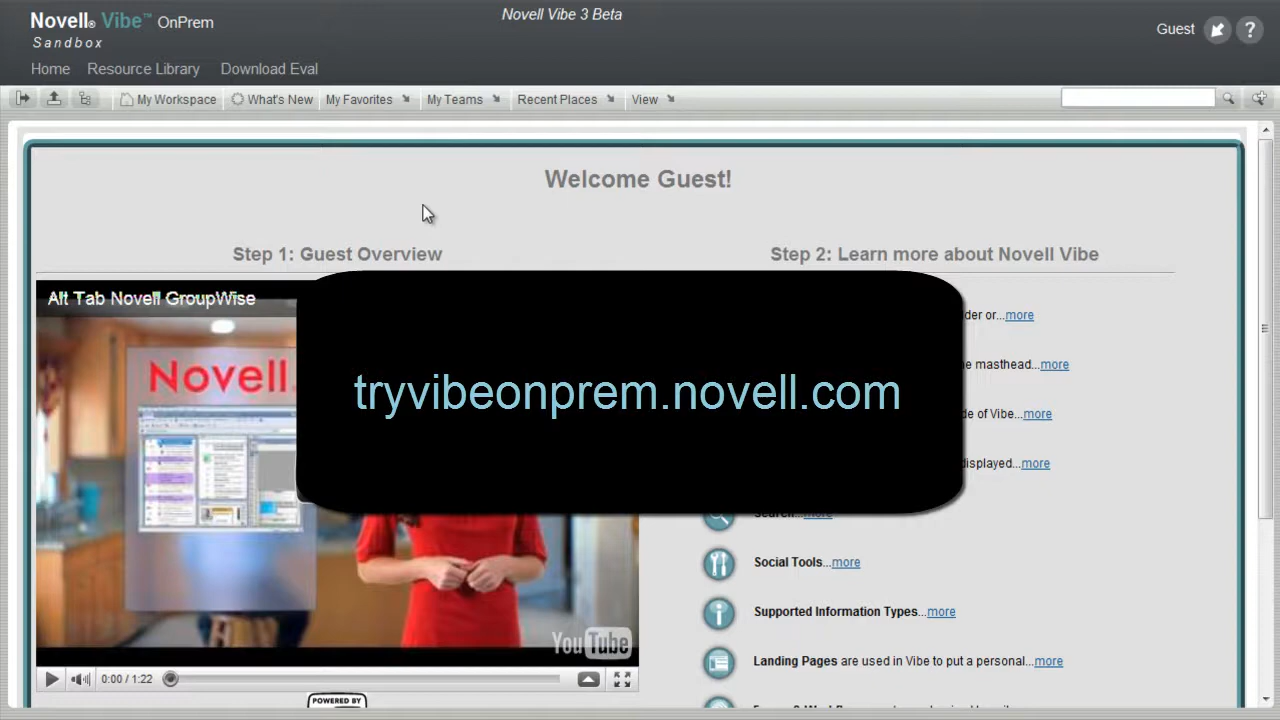 Novell® Vibe™ OnPrem
Sandbox
Novell Vibe 3 Beta
Guest
?
Home Resource Library Download Eval
My Workspace What's New My Favorites My Teams Recent Places View
Welcome Guest!
Step 1: Guest Overview
Step 2: Learn more about Novell Vibe
Alt Tab Novell GroupWise
Novell.
tryvibeonprem.novell.com
der or...more
e masthead...more
de of Vibe...more
displayed...more
Search...more
Social Tools...more
Supported Information Types...more
Landing Pages are used in Vibe to put a personal...more
YouTube
0:00 / 1:22
POWERED BY